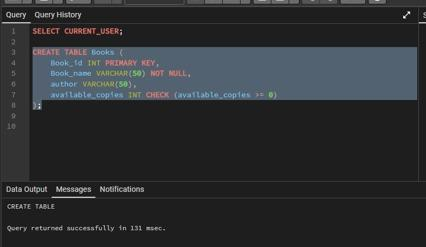 Query Query History
1 SELECT CURRENT_USER;
2
3 CREATE TABLE Books (
4 Book_id INT PRIMARY KEY,
5 Book_name VARCHAR(50) NOT NULL,
6 author VARCHAR(50),
7 available_copies INT CHECK (available_copies >= 0)
8 );
9
10
Data Output Messages Notifications
CREATE TABLE
Query returned successfully in 131 msec.